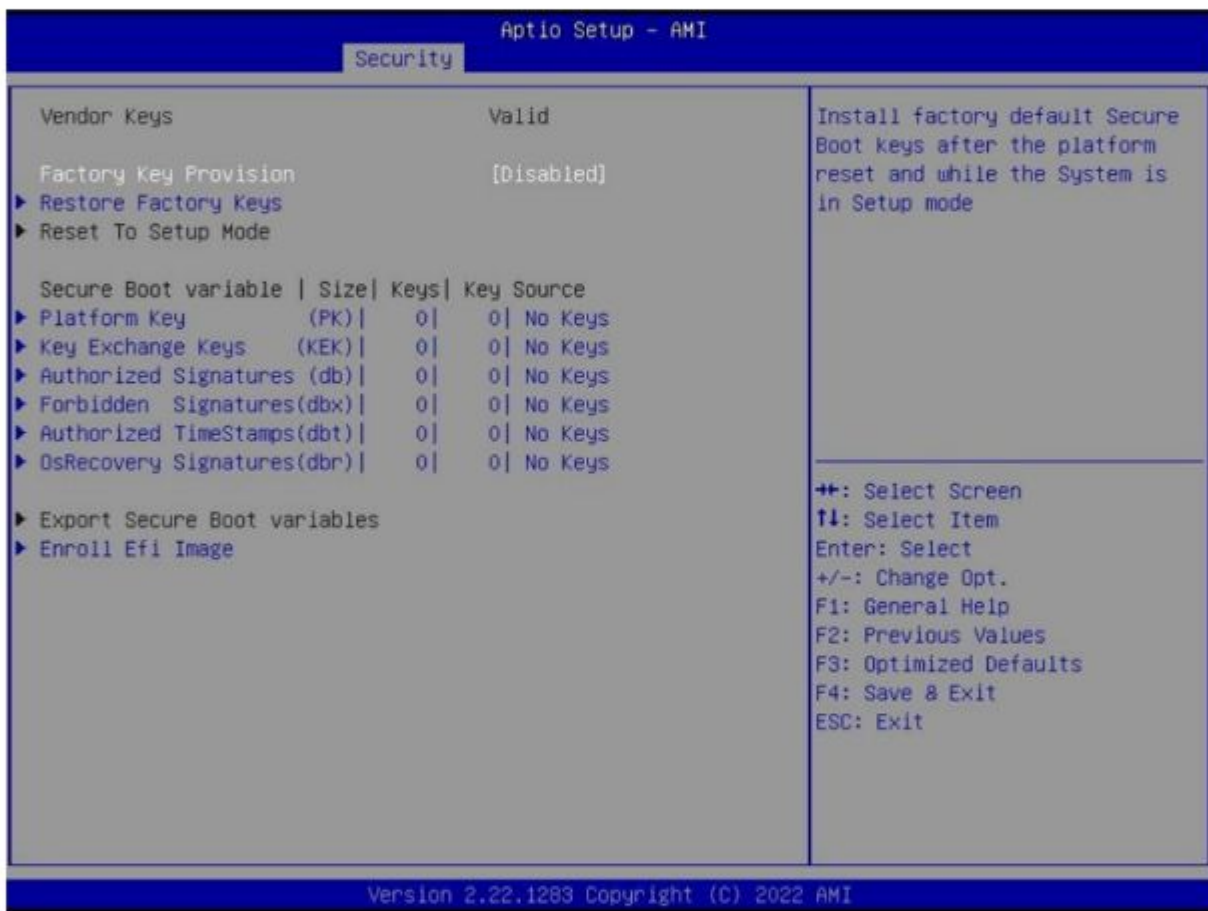 Aptio Setup - AMI
Security
Vendor Keys Valid
Factory Key Provision [Disabled]
▶ Restore Factory Keys
▶ Reset To Setup Mode
Secure Boot variable | Size| Keys| Key Source
▶ Platform Key (PK)| 0| 0| No Keys
▶ Key Exchange Keys (KEK)| 0| 0| No Keys
▶ Authorized Signatures (db)| 0| 0| No Keys
▶ Forbidden Signatures(dbx)| 0| 0| No Keys
▶ Authorized TimeStamps(dbt)| 0| 0| No Keys
▶ OsRecovery Signatures(dbr)| 0| 0| No Keys
▶ Export Secure Boot variables
▶ Enroll Efi Image
Install factory default Secure
Boot keys after the platform
reset and while the System is
in Setup mode
→←: Select Screen
↑↓: Select Item
Enter: Select
+/-: Change Opt.
F1: General Help
F2: Previous Values
F3: Optimized Defaults
F4: Save & Exit
ESC: Exit
Version 2.22.1283 Copyright (C) 2022 AMI